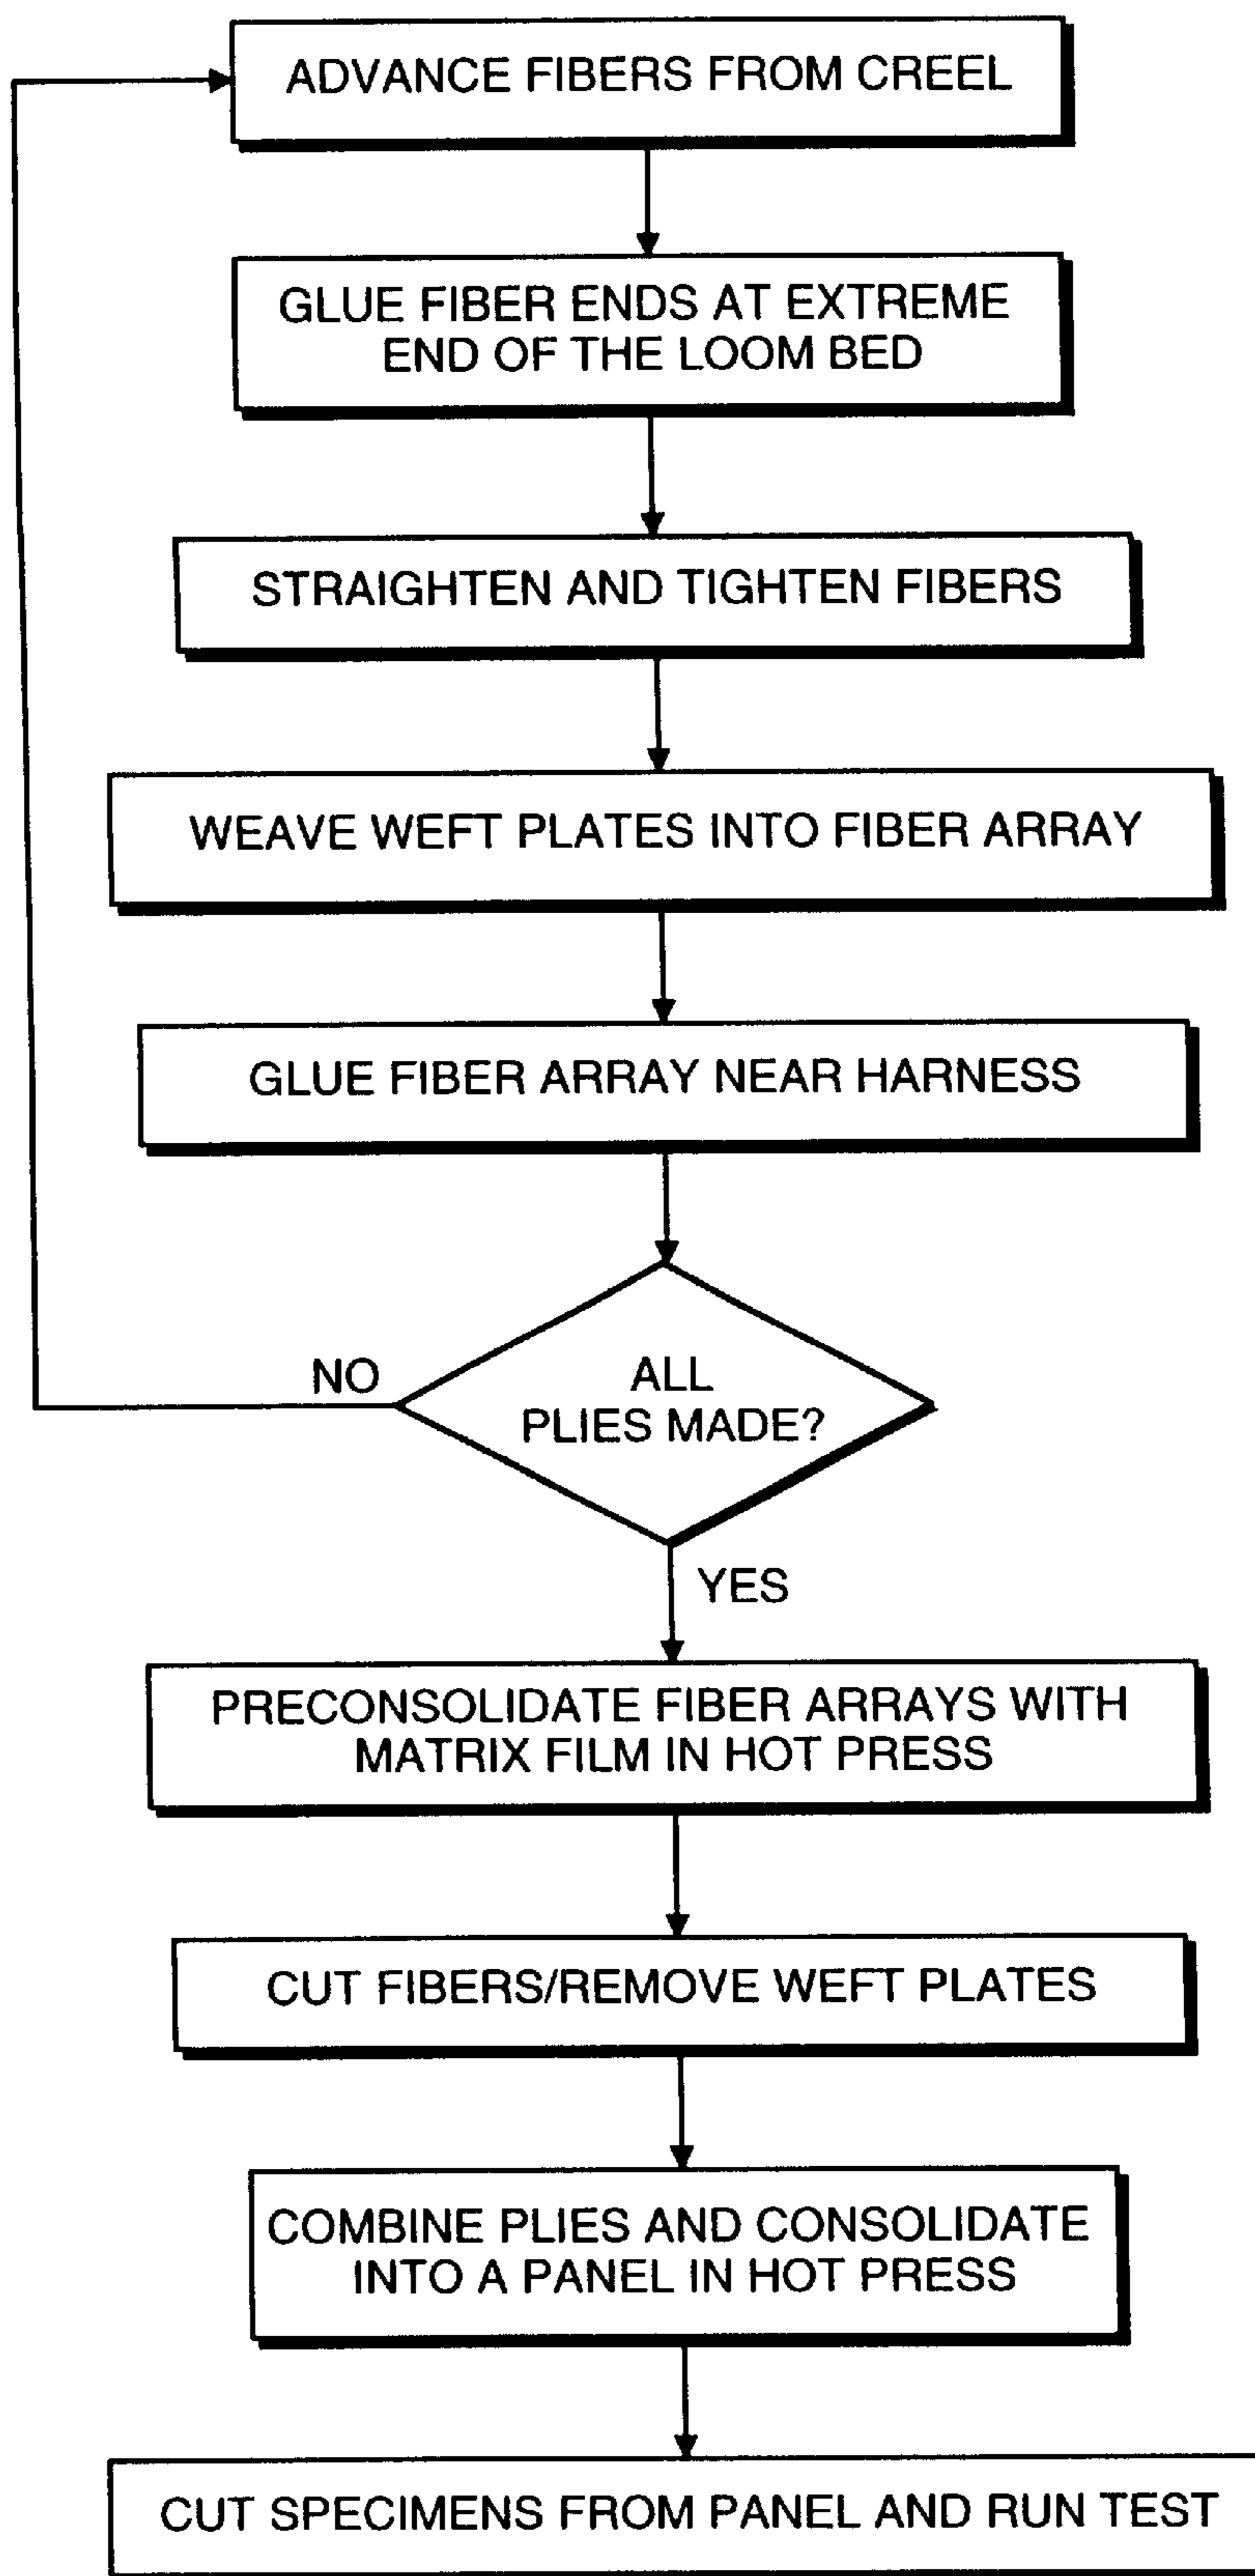 ADVANCE FIBERS FROM CREEL
GLUE FIBER ENDS AT EXTREME
END OF THE LOOM BED
STRAIGHTEN AND TIGHTEN FIBERS
WEAVE WEFT PLATES INTO FIBER ARRAY
GLUE FIBER ARRAY NEAR HARNESS
NO
ALL
PLIES MADE?
YES
PRECONSOLIDATE FIBER ARRAYS WITH
MATRIX FILM IN HOT PRESS
CUT FIBERS/REMOVE WEFT PLATES
COMBINE PLIES AND CONSOLIDATE
INTO A PANEL IN HOT PRESS
CUT SPECIMENS FROM PANEL AND RUN TEST